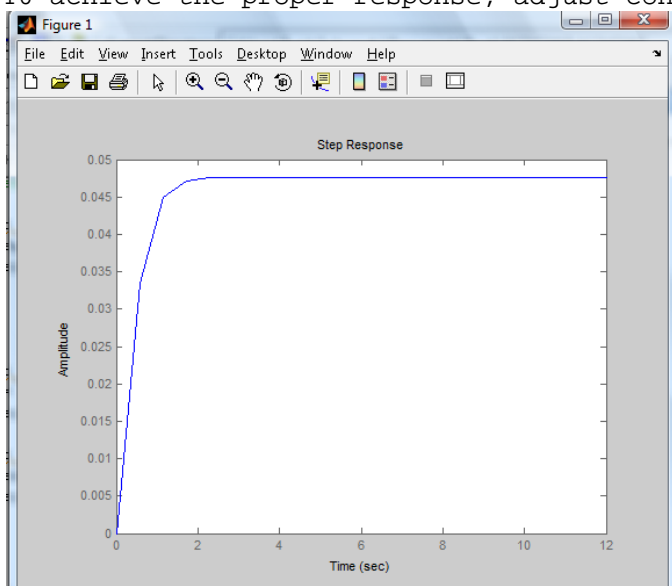 To achieve the proper response, adjust con
Figure 1
File Edit View Insert Tools Desktop Window Help
Step Response
0.05
0.045
0.04
0.035
0.03
0.025
0.02
0.015
0.01
0.005
0
Amplitude
0 2 4 6 8 10 12
Time (sec)